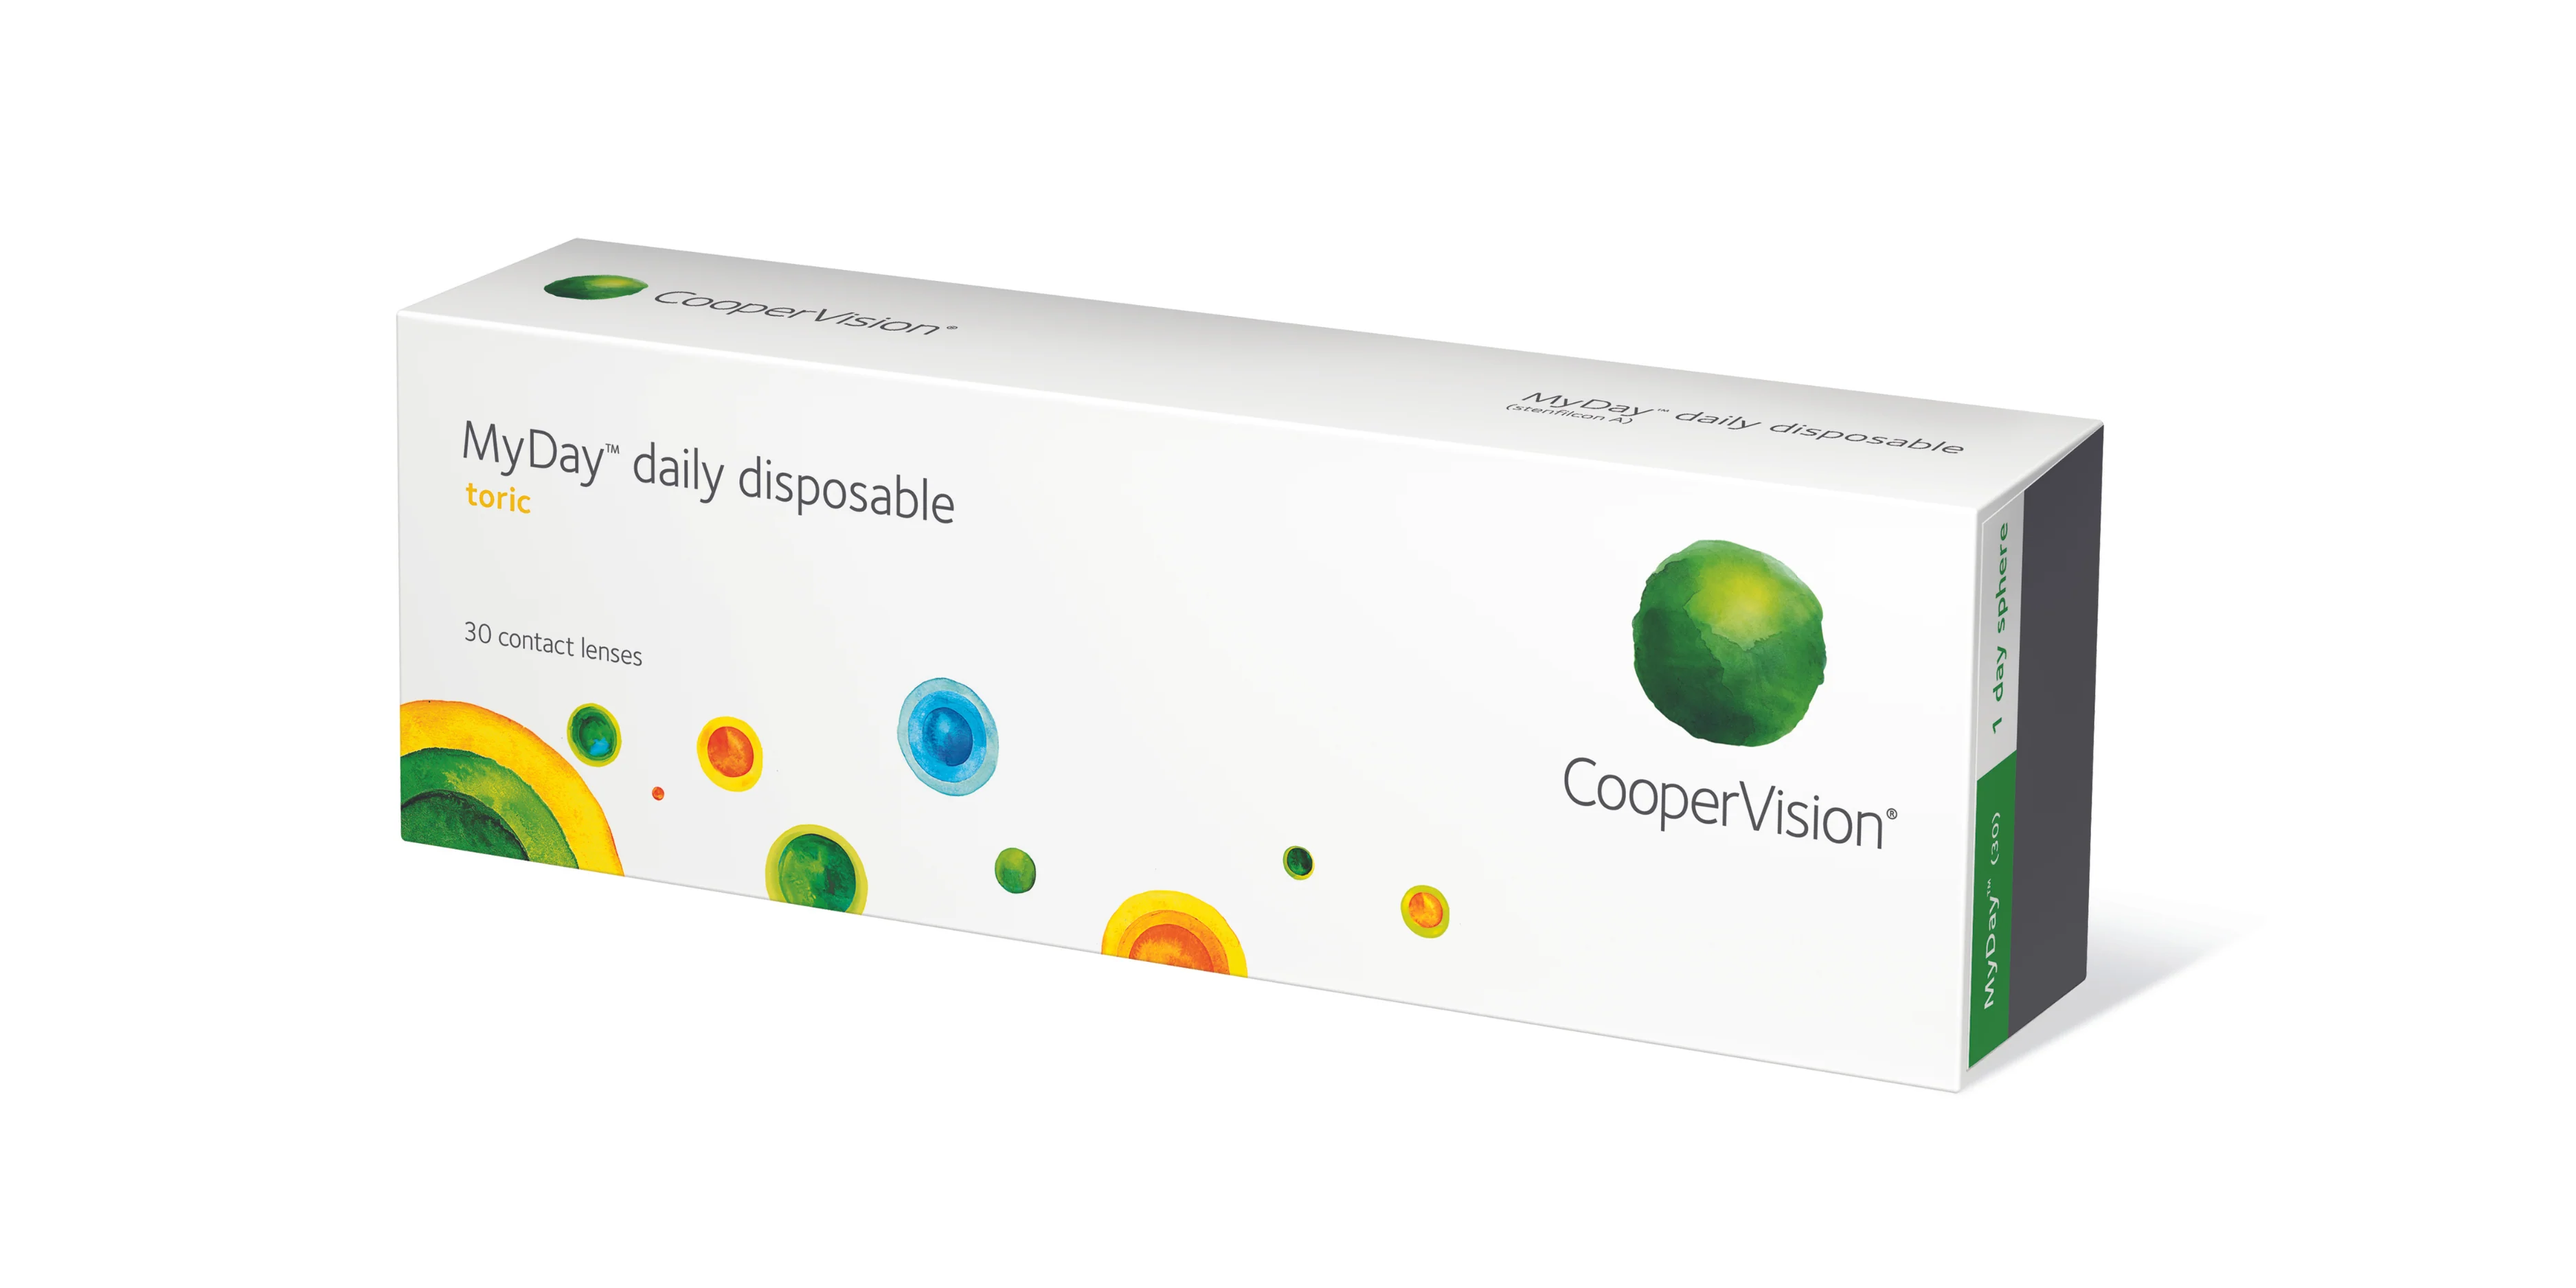 CooperVision®
MyDay™ daily disposable
(stenfilcon A)
MyDay™ daily disposable
toric
30 contact lenses
CooperVision®
1 day sphere
MyDay™ (30)